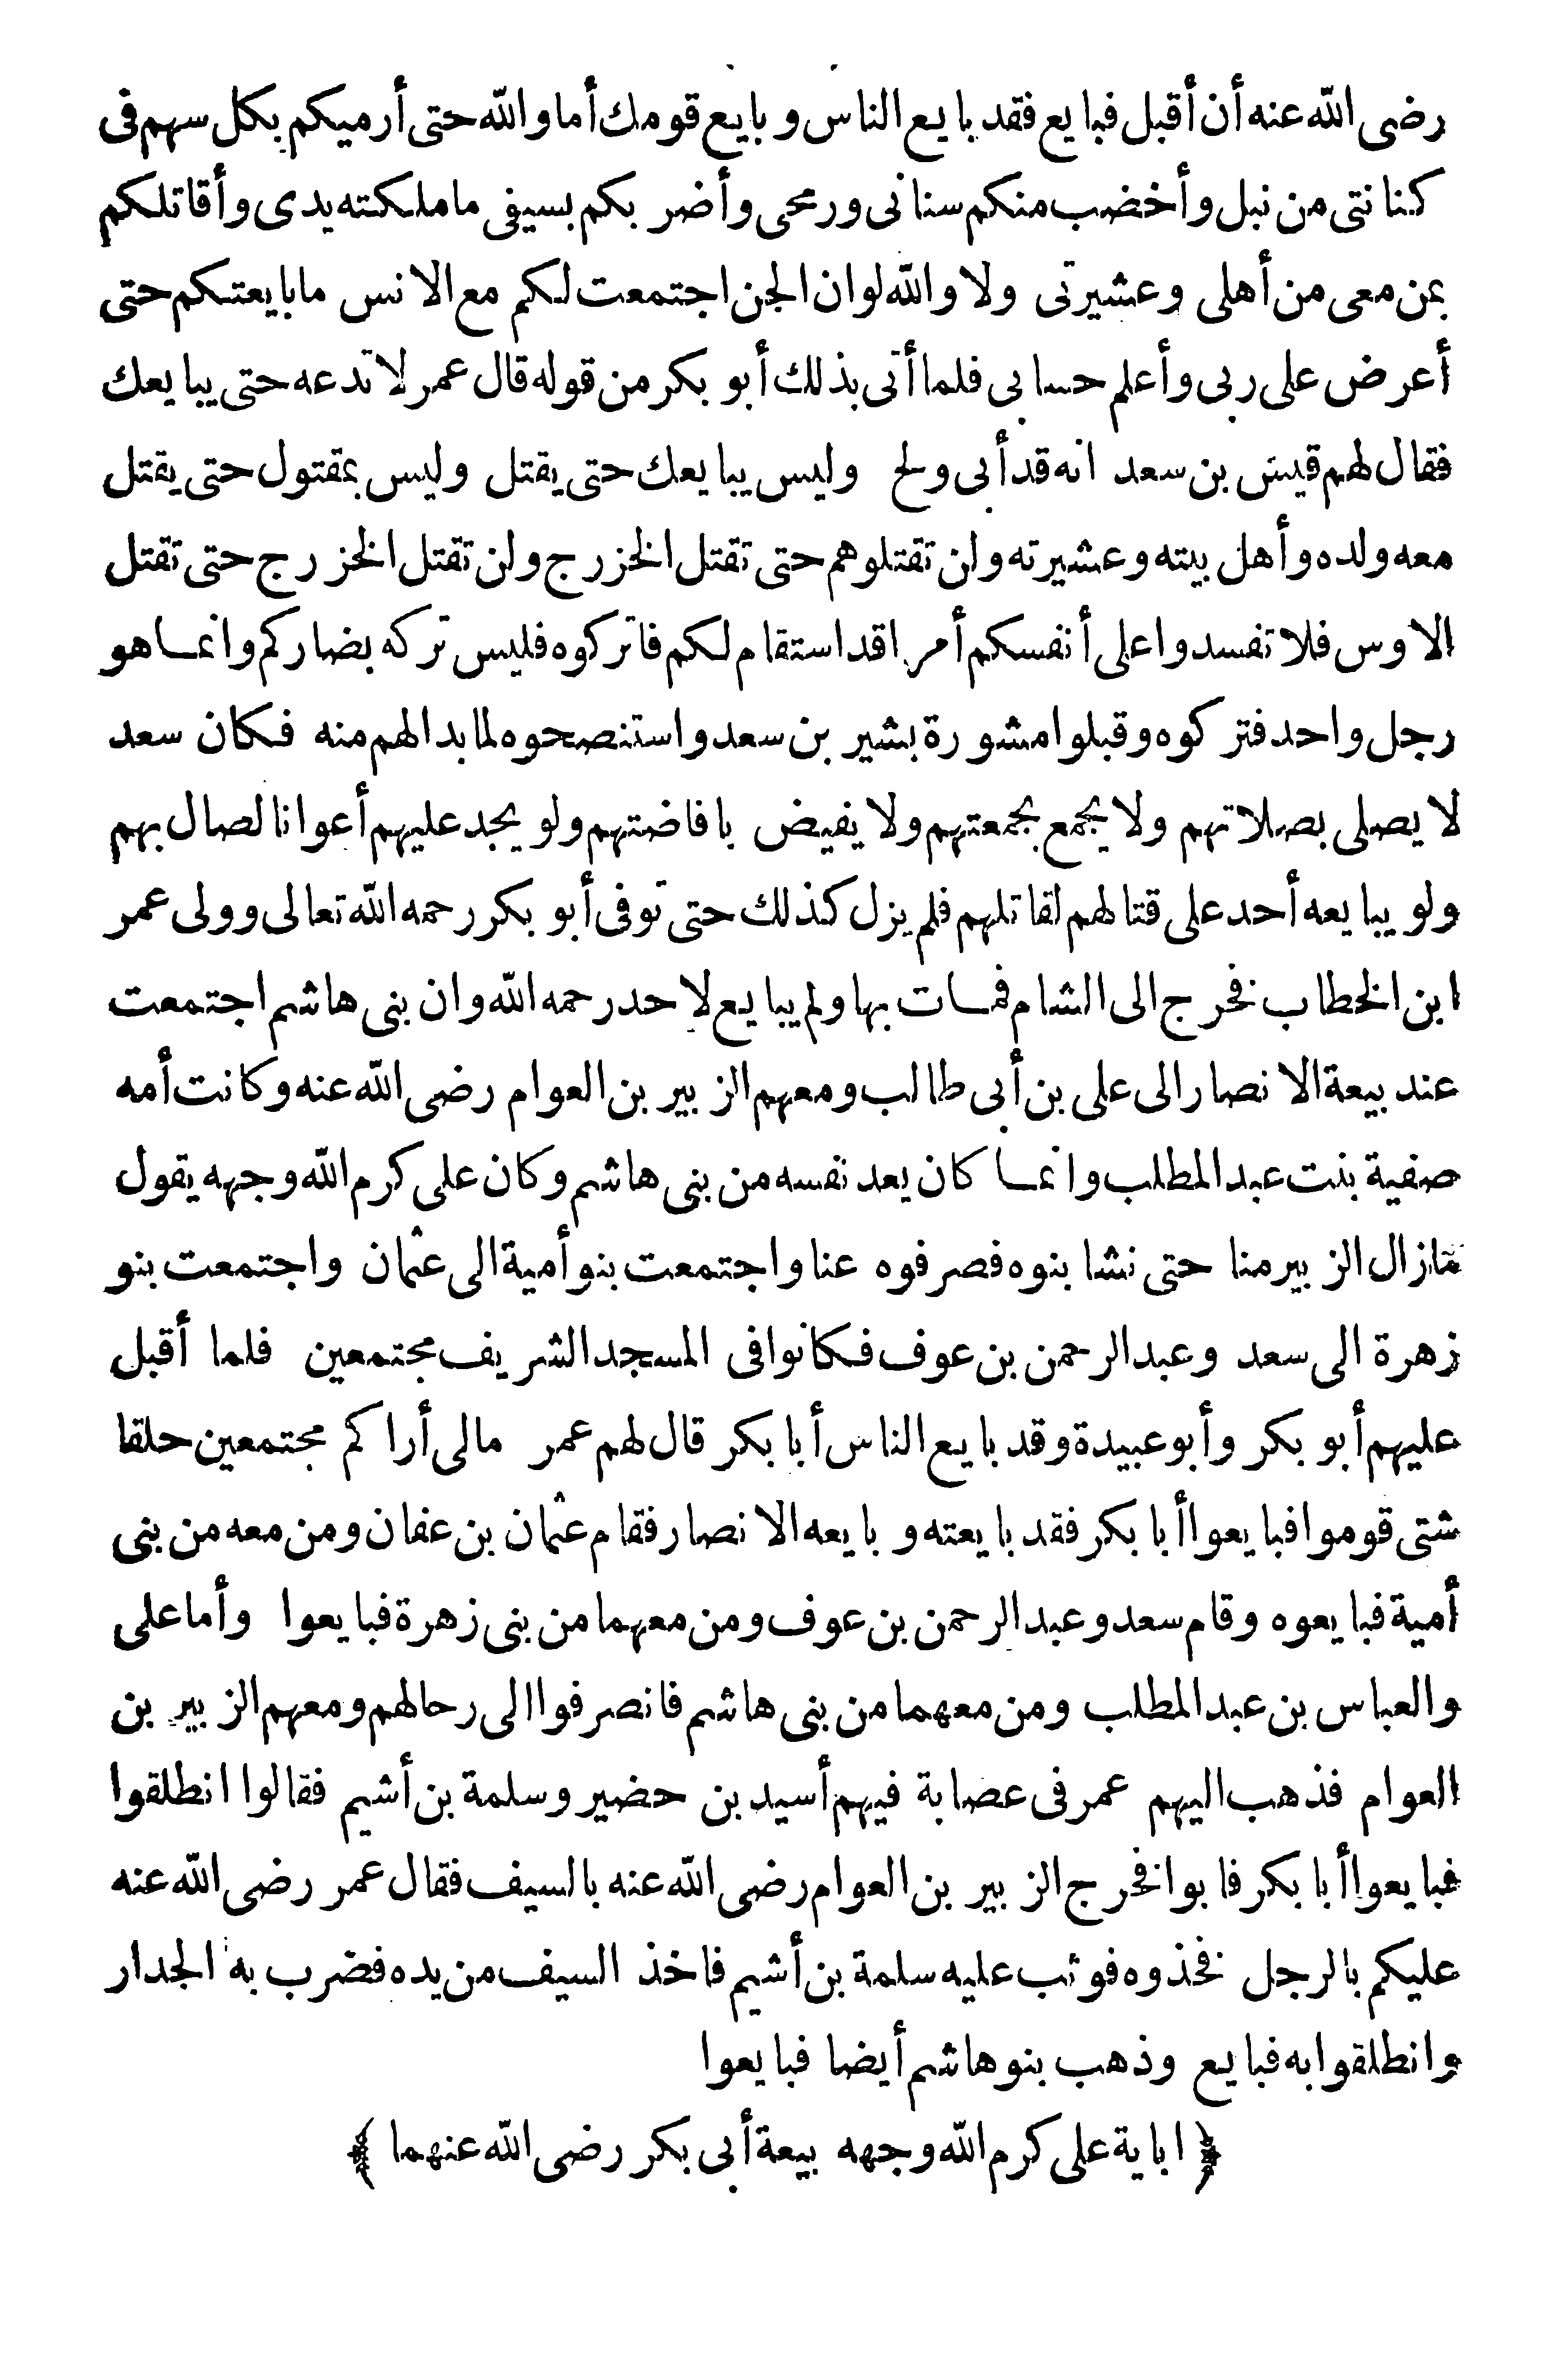 رضى الله عنه أن أقبل فبايع فقد بايع الناس وبايع قومك أما والله حتى أرميكم بكل سهم فى
كنانتى من نبل وأخضب منكم سنانى ورمحى وأضربكم بسيفى ماملكته يدى وأقاتلكم
بمن معى من أهلى وعشيرتى ولا والله لو ان الجن اجتمعت لكم مع الانس مابايعتكم حتى
أعرض على ربى وأعلم حسابى فلما أتى بذلك أبو بكر من قوله قال عمر لا تدعه حتى يبايعك
فقال لهم قيس بن سعد انه قد أبى ولح وليس يبايعك حتى يقتل وليس بمقتول حتى يقتل
معه ولده وأهل بيته وعشيرته ولن تقتلوهم حتى تقتل الخزرج ولن تقتل الخزرج حتى تقتل
الاوس فلا تفسدوا على أنفسكم أمرا قد استقام لكم فاتركوه فليس تركه بضاركم وانما هو
رجل واحد فتركوه وقبلوا مشورة بشير بن سعد واستنصحوه لما بدا لهم منه فكان سعد
لا يصلى بصلاتهم ولا يجمع بجمعتهم ولا يفيض بافاضتهم ولو يجد عليهم أعوانا لصال بهم
ولو يبايعه أحد على قتالهم لقاتلهم فلم يزل كذلك حتى توفى أبو بكر رحمه الله تعالى وولى عمر
ابن الخطاب فخرج الى الشام فمات بها ولم يبايع لاحد رحمه الله وان بنى هاشم اجتمعت
عند بيعة الانصار الى على بن أبى طالب ومعهم الزبير بن العوام رضى الله عنه وكانت أمه
صفية بنت عبد المطلب وانما كان يعد نفسه من بنى هاشم وكان على كرم الله وجهه يقول
مازال الزبير منا حتى نشا بنوه فصرفوه عنا واجتمعت بنو أمية الى عثمان واجتمعت بنو
زهرة الى سعد وعبد الرحمن بن عوف فكانوا فى المسجد الشريف مجتمعين فلما أقبل
عليهم أبو بكر وأبو عبيدة وقد بايع الناس أبا بكر قال لهم عمر مالى أراكم مجتمعين حلقا
شتى قوموا فبايعوا أبا بكر فقد بايعته وبايعه الانصار فقام عثمان بن عفان ومن معه من بنى
أمية فبايعوه وقام سعد وعبد الرحمن بن عوف ومن معهما من بنى زهرة فبايعوا وأما على
والعباس بن عبد المطلب ومن معهما من بنى هاشم فانصرفوا الى رحالهم ومعهم الزبير بن
العوام فذهب اليهم عمر فى عصابة فيهم أسيد بن حضير وسلمة بن أشيم فقالوا انطلقوا
فبايعوا أبا بكر فابوا فخرج الزبير بن العوام رضى الله عنه بالسيف فقال عمر رضى الله عنه
عليكم بالرجل فخذوه فوثب عليه سلمة بن أشيم فاخذ السيف من يده فضرب به الجدار
وانطلقوا به فبايع وذهب بنو هاشم أيضا فبايعوا
﴿ اباية على كرم الله وجهه بيعة أبى بكر رضى الله عنهما ﴾